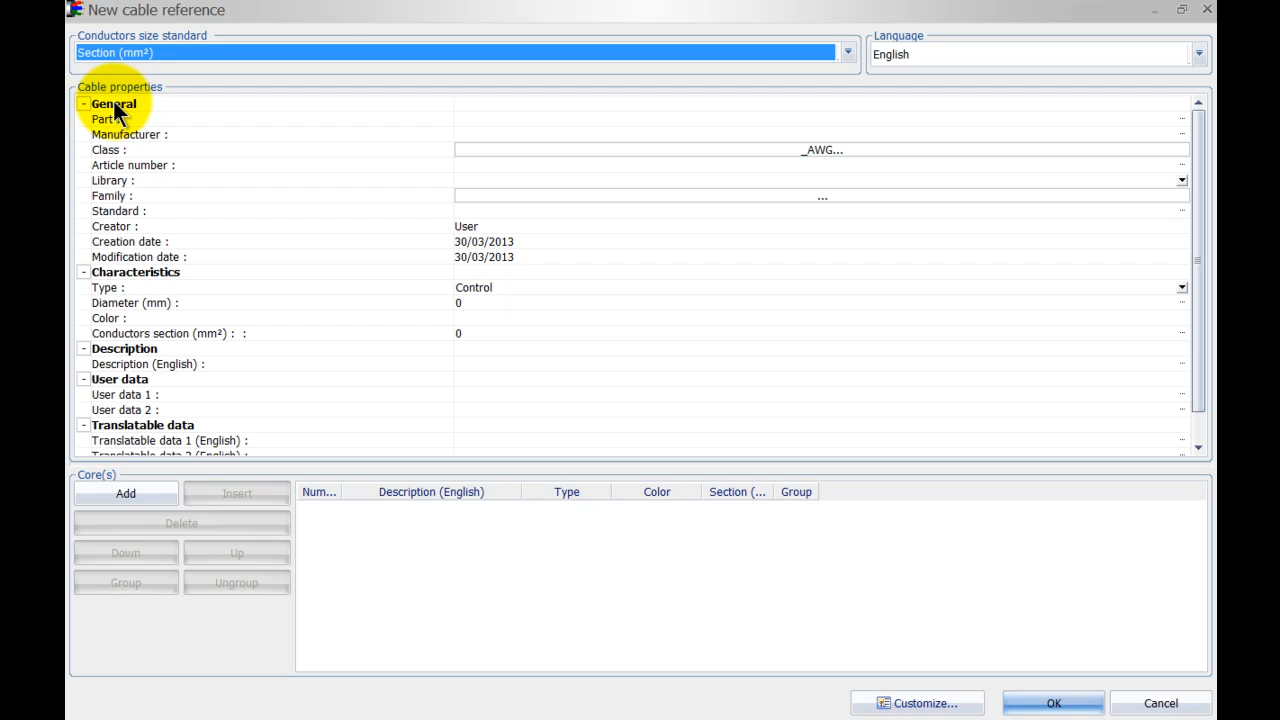 New cable reference
Conductors size standard
Language
Section (mm²)
English
Cable properties
- General
Part :
Manufacturer :
Class : _AWG...
Article number :
Library :
Family : ...
Standard :
Creator : User
Creation date : 30/03/2013
Modification date : 30/03/2013
- Characteristics
Type : Control
Diameter (mm) : 0
Color :
Conductors section (mm²) : : 0
- Description
Description (English) :
- User data
User data 1 :
User data 2 :
- Translatable data
Translatable data 1 (English) :
Translatable data 2 (English) :
Core(s)
Add Insert
Delete
Down Up
Group Ungroup
Num... Description (English) Type Color Section (... Group
Customize... OK Cancel